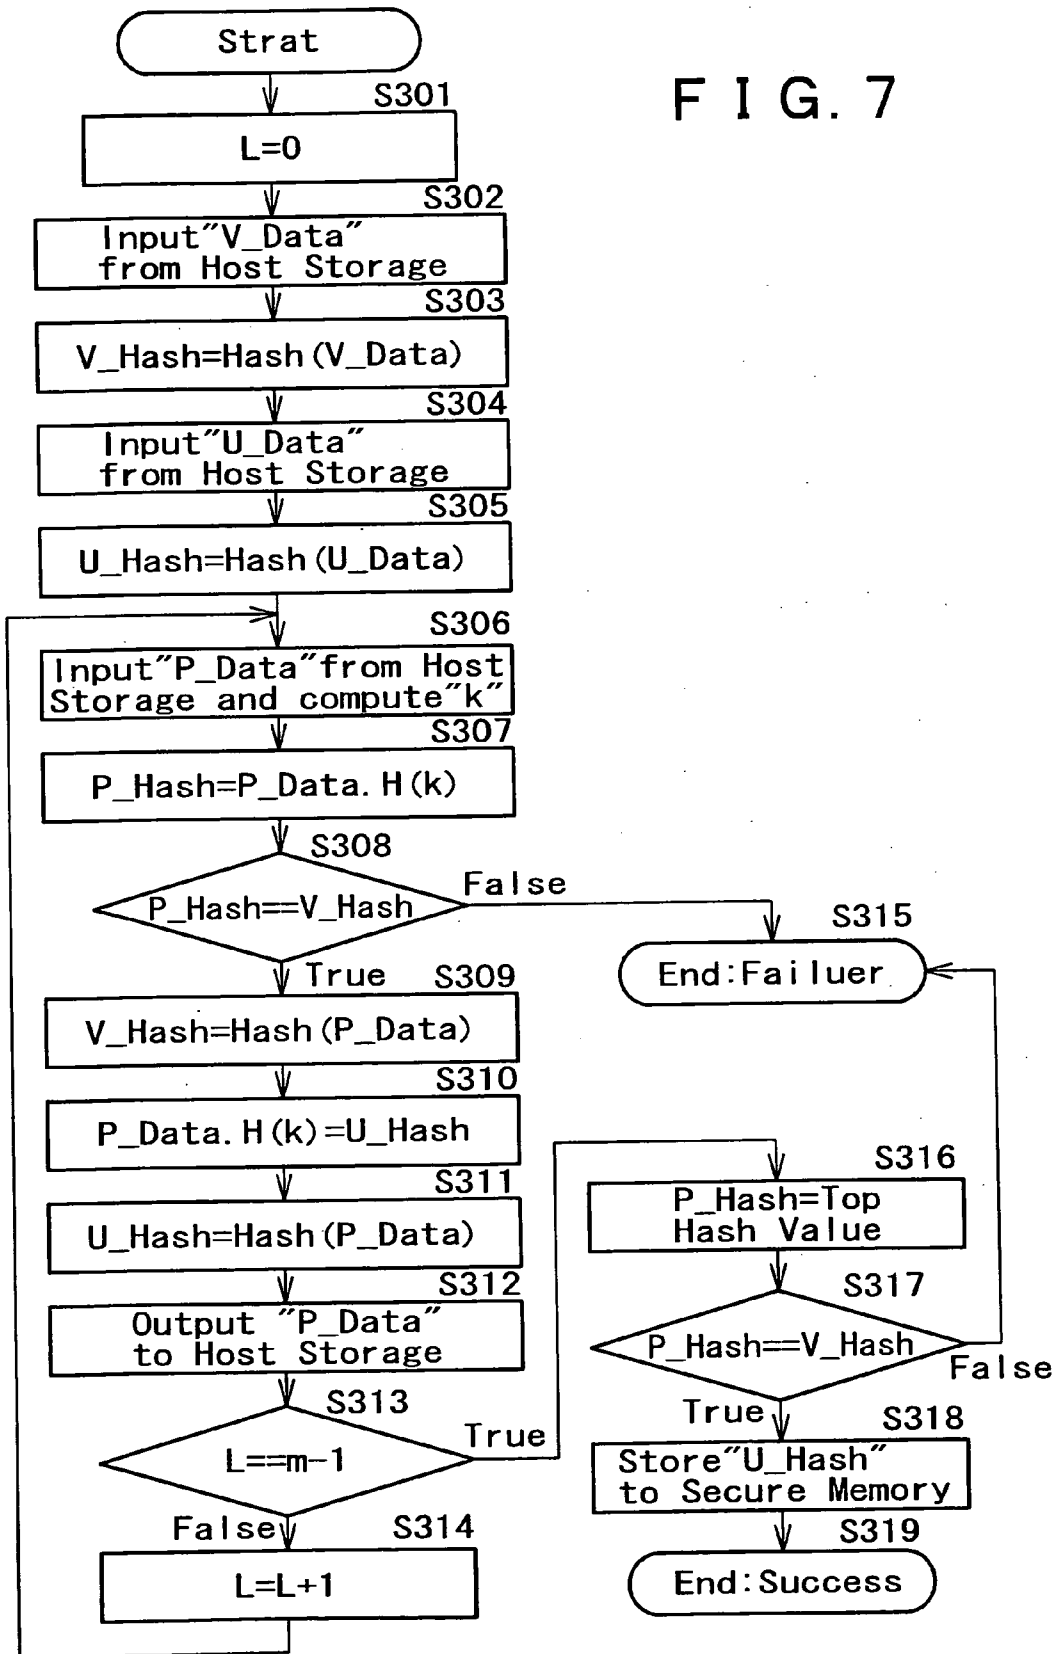 Strat
FIG. 7
S301
L=0
S302
Input"V_Data"
from Host Storage
S303
V_Hash=Hash(V_Data)
S304
Input"U_Data"
from Host Storage
S305
U_Hash=Hash(U_Data)
S306
Input"P_Data"from Host
Storage and compute"k"
S307
P_Hash=P_Data. H(k)
S308
P_Hash==V_Hash
False
True
S309
V_Hash=Hash(P_Data)
S310
P_Data. H(k)=U_Hash
S311
U_Hash=Hash(P_Data)
S312
Output "P_Data"
to Host Storage
S313
L==m-1
True
False
S314
L=L+1
S315
End:Failuer
S316
P_Hash=Top
Hash Value
S317
P_Hash==V_Hash
False
True
S318
Store"U_Hash"
to Secure Memory
S319
End:Success